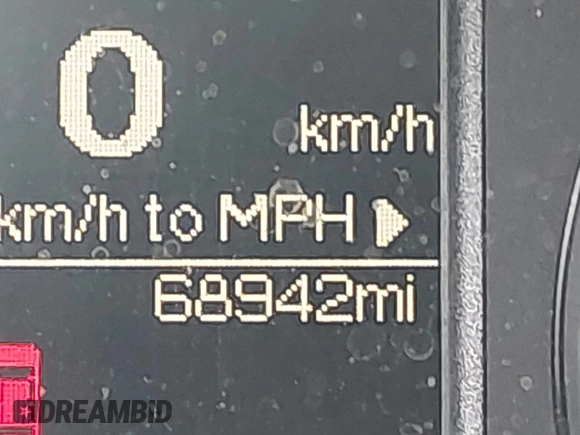 0
km/h
km/h to MPH
68942mi
DREAMBID